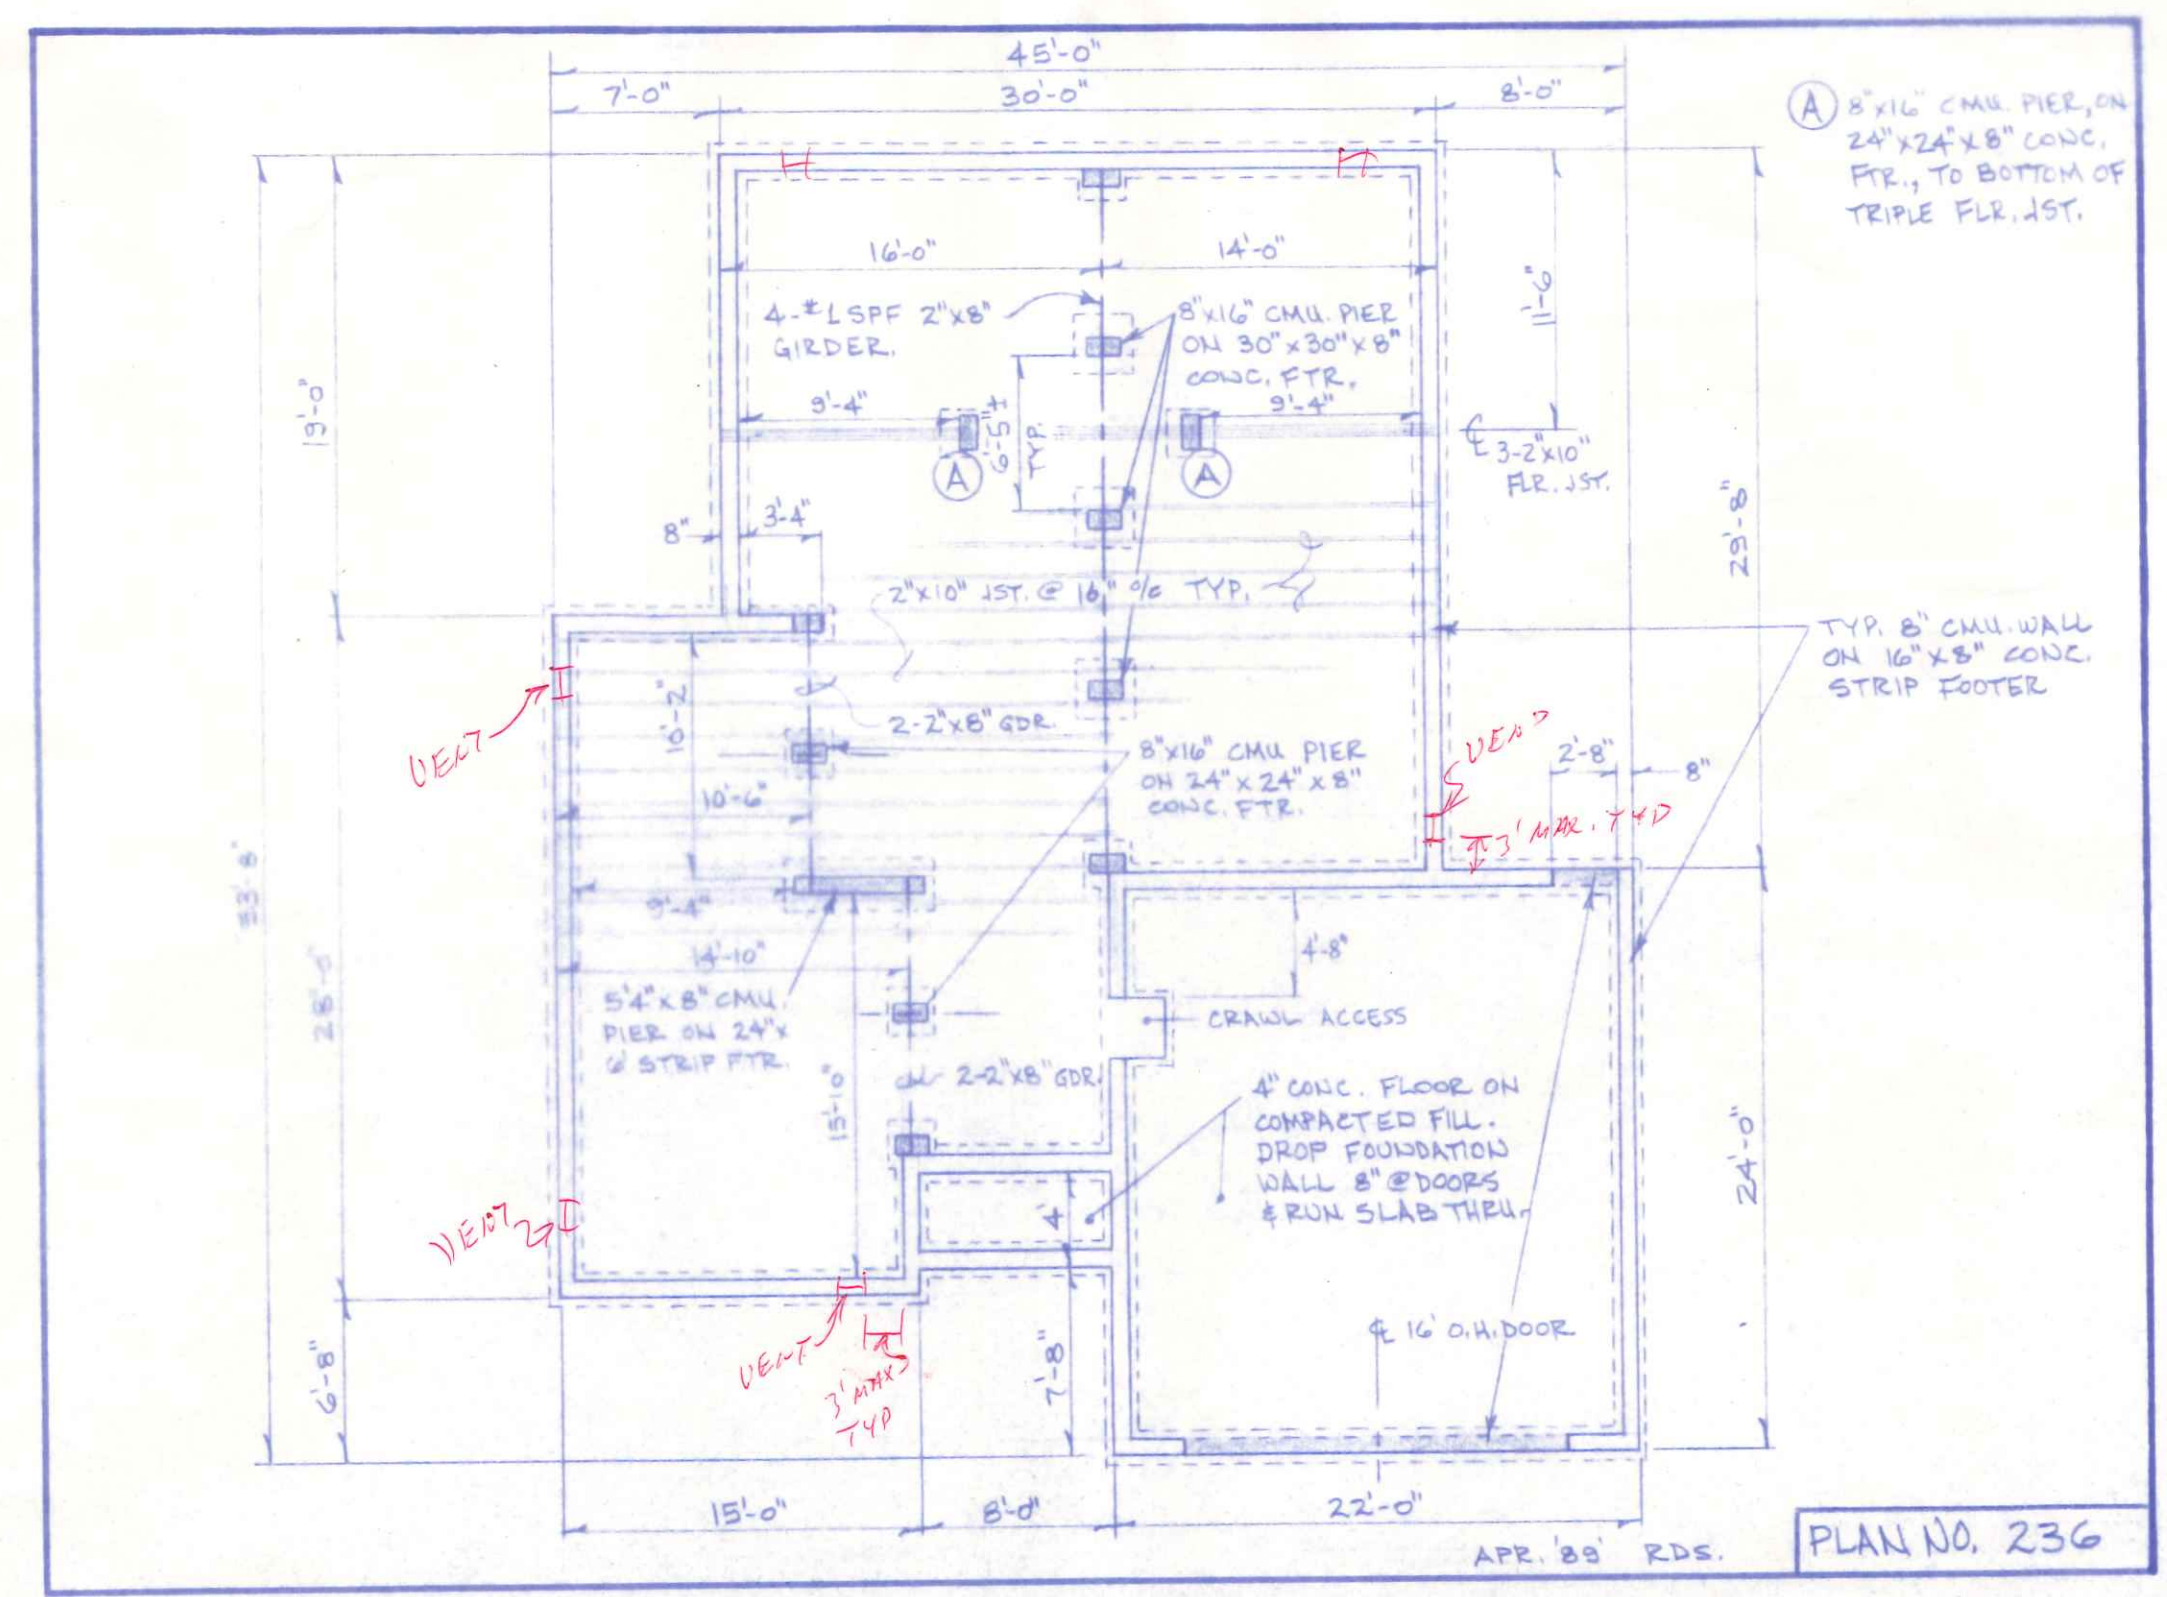 45'-0"
7'-0"
30'-0"
8'-0"
Ⓐ 8"x16" CMU. PIER, ON
24"x24"x8" CONC.
FTR., TO BOTTOM OF
TRIPLE FLR. JST.
16'-0"
14'-0"
11'-6"
4-#1 SPF 2"x8"
GIRDER.
8"x16" CMU. PIER
ON 30"x30"x8"
CONC. FTR.
19'-0"
9'-4"
9'-4"
6'-5"±
TYP.
A
A
℄ 3-2"x10"
FLR. JST.
8"
3'-4"
29'-8"
2"x10" JST. @ 16" o/c TYP.
TYP. 8" CMU. WALL
ON 16"x8" CONC.
STRIP FOOTER
10'-2"
2-2"x8" GDR.
VENT
VENT
8"x16" CMU PIER
ON 24"x24"x8"
CONC. FTR.
2'-8"
8"
10'-6"
3' MAX. TYP
53'-8"
9'-4"
14'-10"
4'-8"
28'-0"
5'4"x8" CMU.
PIER ON 24"x
6' STRIP FTR.
CRAWL ACCESS
15'-10"
2-2"x8" GDR.
4" CONC. FLOOR ON
COMPACTED FILL.
DROP FOUNDATION
WALL 8" @ DOORS
& RUN SLAB THRU.
24'-0"
4'
VENT
6'-8"
VENT
3' MAX
TYP
7'-8"
℄ 16' O.H. DOOR
15'-0"
8'-0"
22'-0"
APR. '89' RDS.
PLAN NO. 236